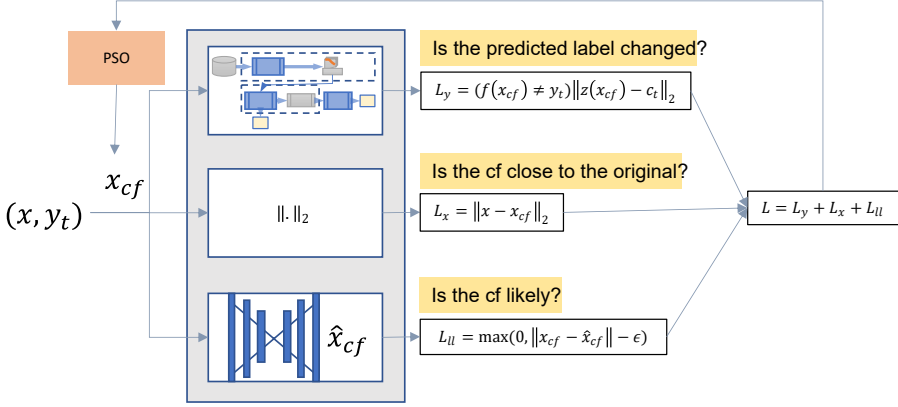 PSO
Is the predicted label changed?
L_y = (f(x_cf) ≠ y_t)‖z(x_cf) − c_t‖_2
x_cf
Is the cf close to the original?
(x, y_t)
‖. ‖_2
L_x = ‖x − x_cf‖_2
L = L_y + L_x + L_ll
Is the cf likely?
x̂_cf
L_ll = max(0, ‖x_cf − x̂_cf‖ − ϵ)